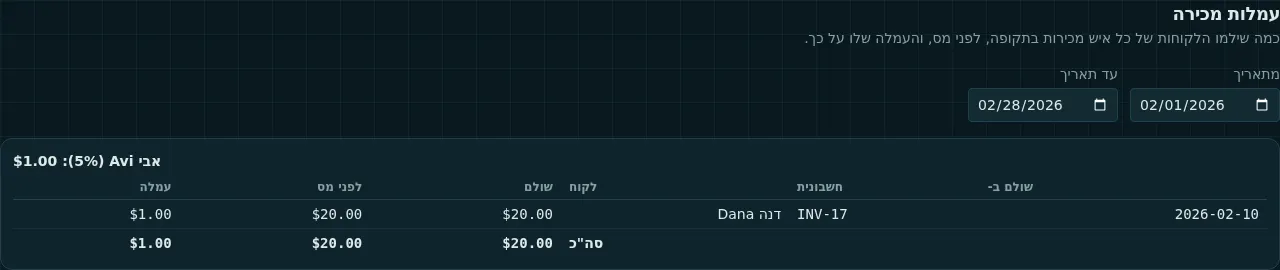 עמלות מכירה
כמה שילמו הלקוחות של כל איש מכירות בתקופה, לפני מס, והעמלה שלו על כך.
מתאריך עד תאריך
02/01/2026 02/28/2026
אבי Avi (5%): $1.00
שולם ב- חשבונית לקוח שולם לפני מס עמלה
2026-02-10 INV-17 דנה Dana $20.00 $20.00 $1.00
סה"כ $20.00 $20.00 $1.00